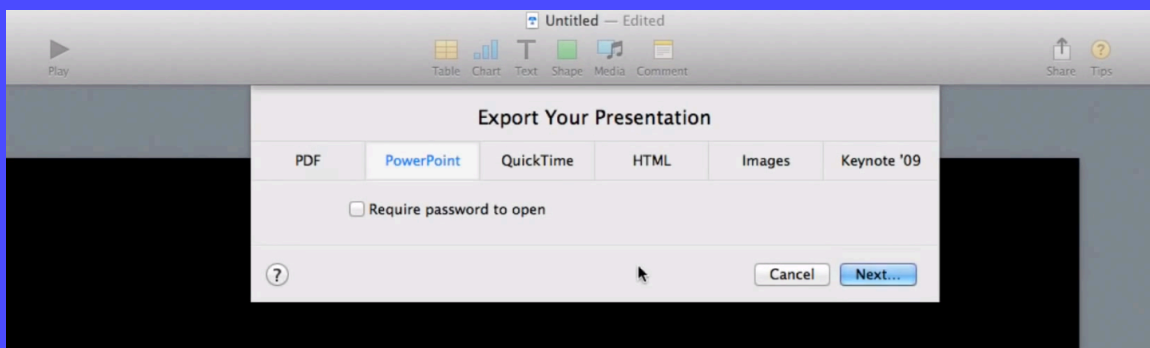 Untitled — Edited
Play
Table Chart Text Shape Media Comment
Share Tips
Export Your Presentation
PDF PowerPoint QuickTime HTML Images Keynote '09
Require password to open
? Cancel Next...